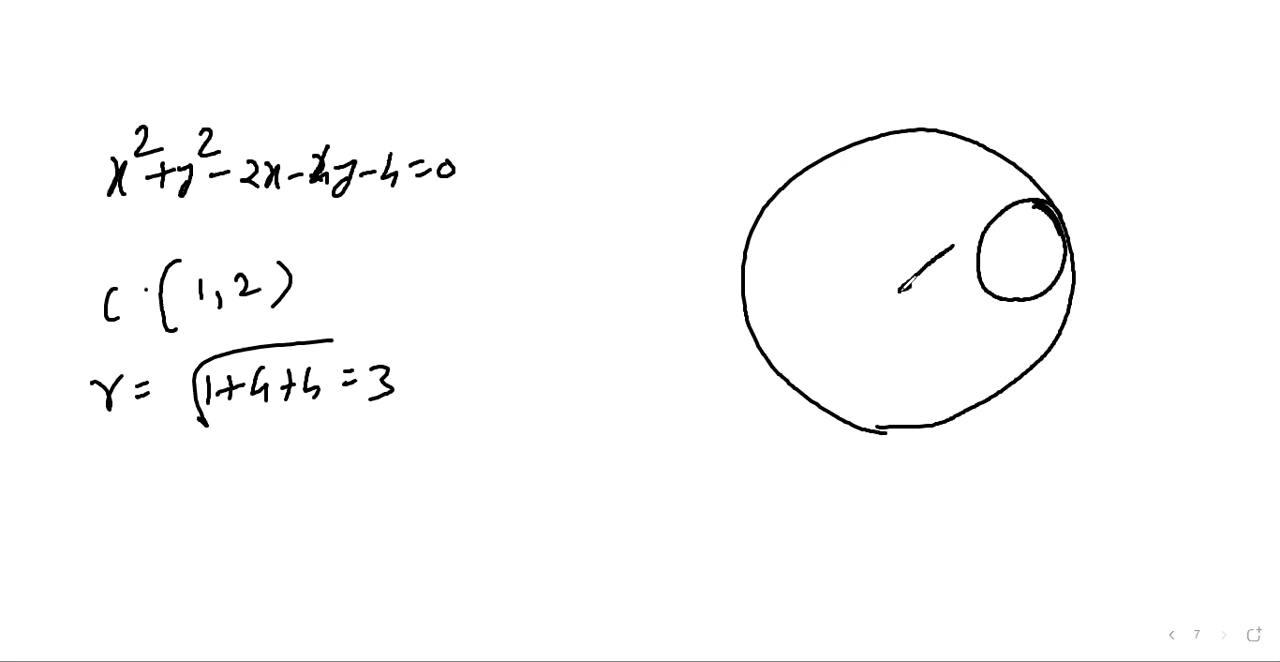 x²+y²-2x-4y-4=0
C·(1,2)
r=√(1+4+4)=3
7